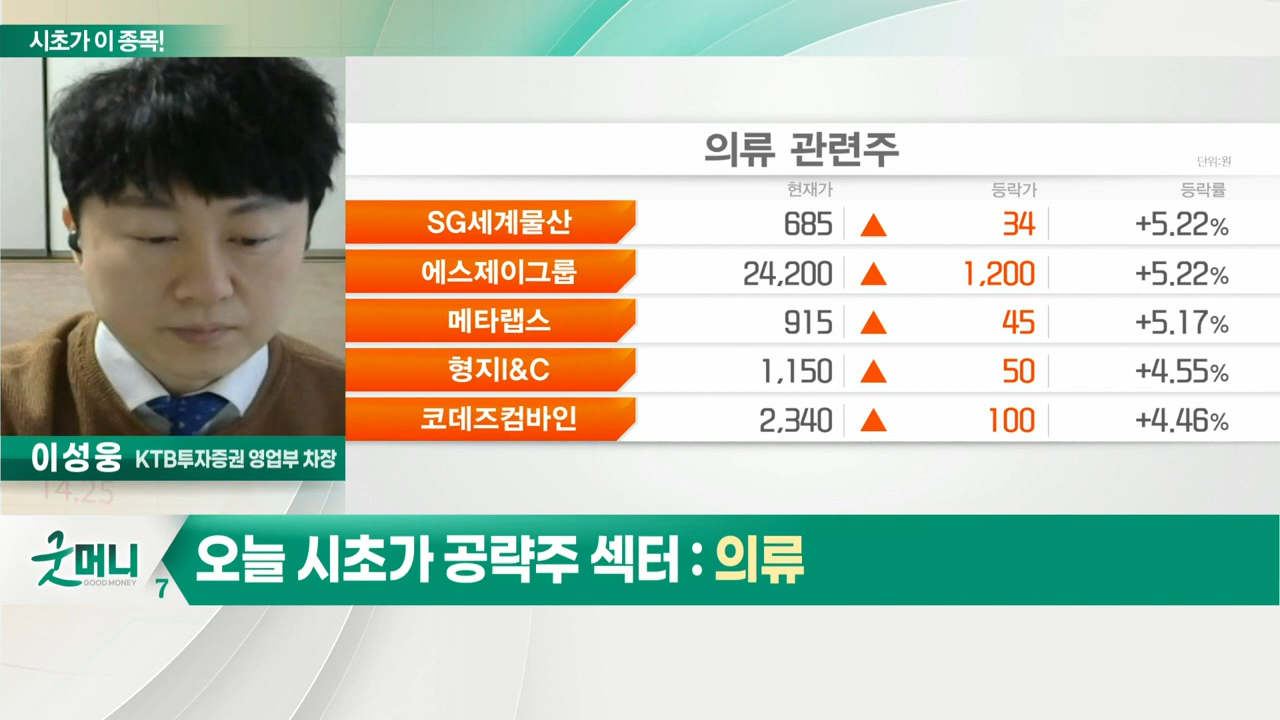 시초가 이 종목!
의류 관련주
단위:원
현재가 등락가 등락률
SG세계물산 685 ▲ 34 +5.22%
에스제이그룹 24,200 ▲ 1,200 +5.22%
메타랩스 915 ▲ 45 +5.17%
형지I&C 1,150 ▲ 50 +4.55%
코데즈컴바인 2,340 ▲ 100 +4.46%
이성웅 KTB투자증권 영업부 차장
14.25
굿머니
GOOD MONEY
7
오늘 시초가 공략주 섹터 : 의류